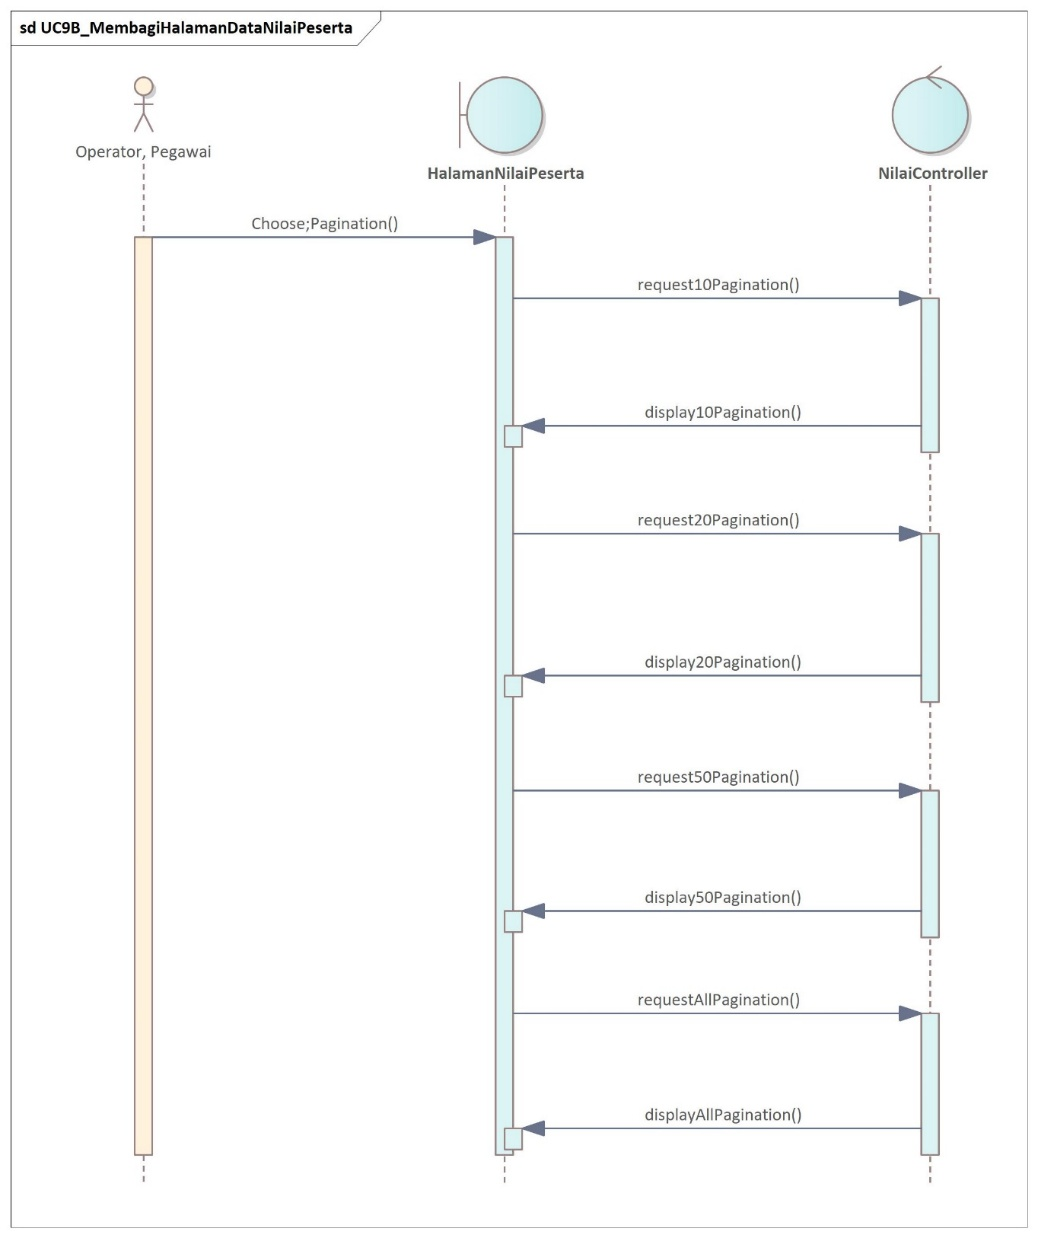 sd UC9B_MembagiHalamanDataNilaiPeserta
Operator, Pegawai
HalamanNilaiPeserta
NilaiController
Choose;Pagination()
request10Pagination()
display10Pagination()
request20Pagination()
display20Pagination()
request50Pagination()
display50Pagination()
requestAllPagination()
displayAllPagination()